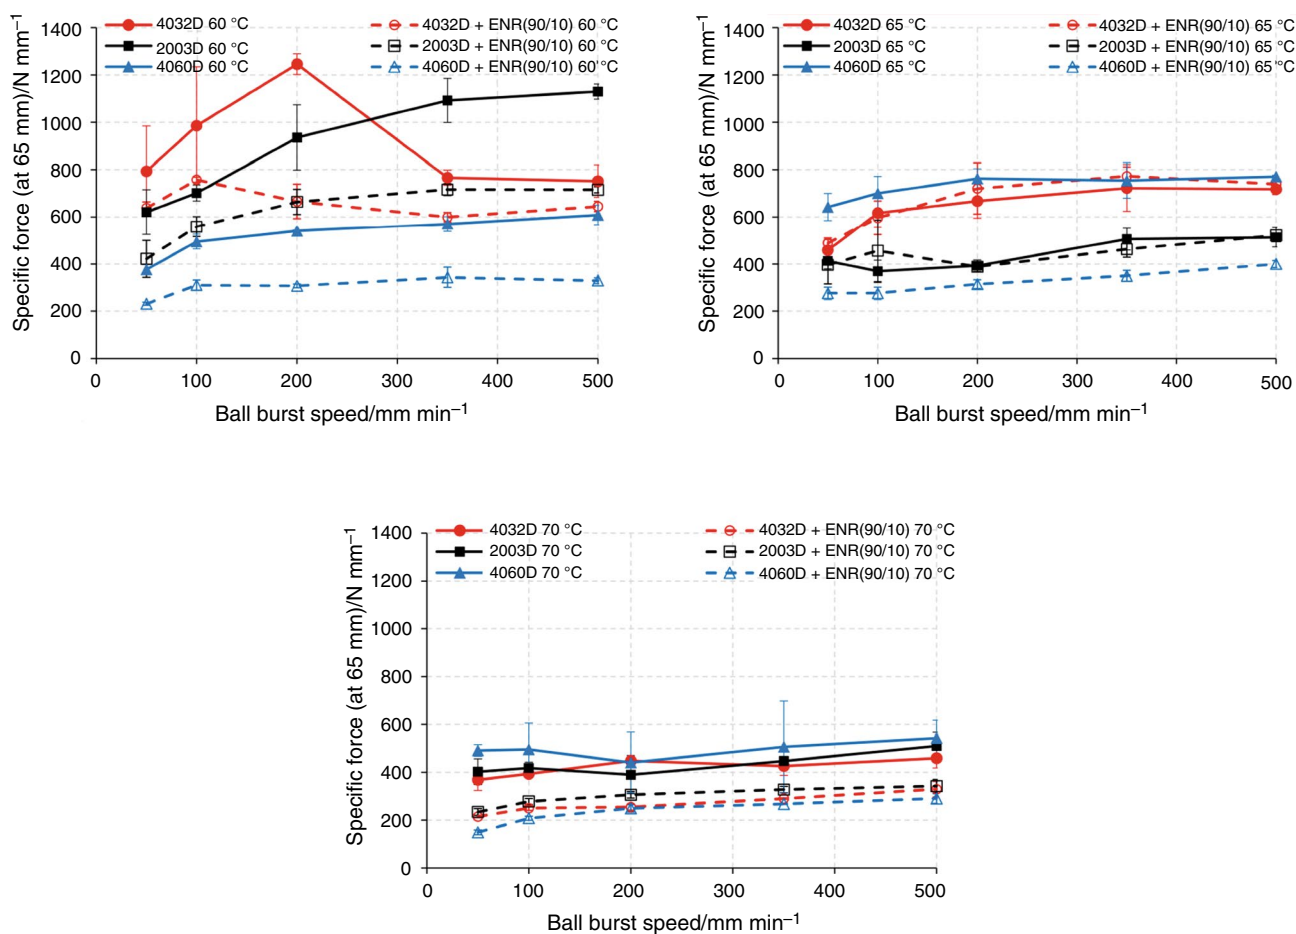 Specific force (at 65 mm)/N mm⁻¹
1400
1200
1000
800
600
400
200
0
4032D 60 °C
2003D 60 °C
4060D 60 °C
4032D + ENR(90/10) 60 °C
2003D + ENR(90/10) 60 °C
4060D + ENR(90/10) 60 °C
0 100 200 300 400 500
Ball burst speed/mm min⁻¹
Specific force (at 65 mm)/N mm⁻¹
1400
1200
1000
800
600
400
200
0
4032D 65 °C
2003D 65 °C
4060D 65 °C
4032D + ENR(90/10) 65 °C
2003D + ENR(90/10) 65 °C
4060D + ENR(90/10) 65 °C
0 100 200 300 400 500
Ball burst speed/mm min⁻¹
Specific force (at 65 mm)/N mm⁻¹
1400
1200
1000
800
600
400
200
0
4032D 70 °C
2003D 70 °C
4060D 70 °C
4032D + ENR(90/10) 70 °C
2003D + ENR(90/10) 70 °C
4060D + ENR(90/10) 70 °C
0 100 200 300 400 500
Ball burst speed/mm min⁻¹